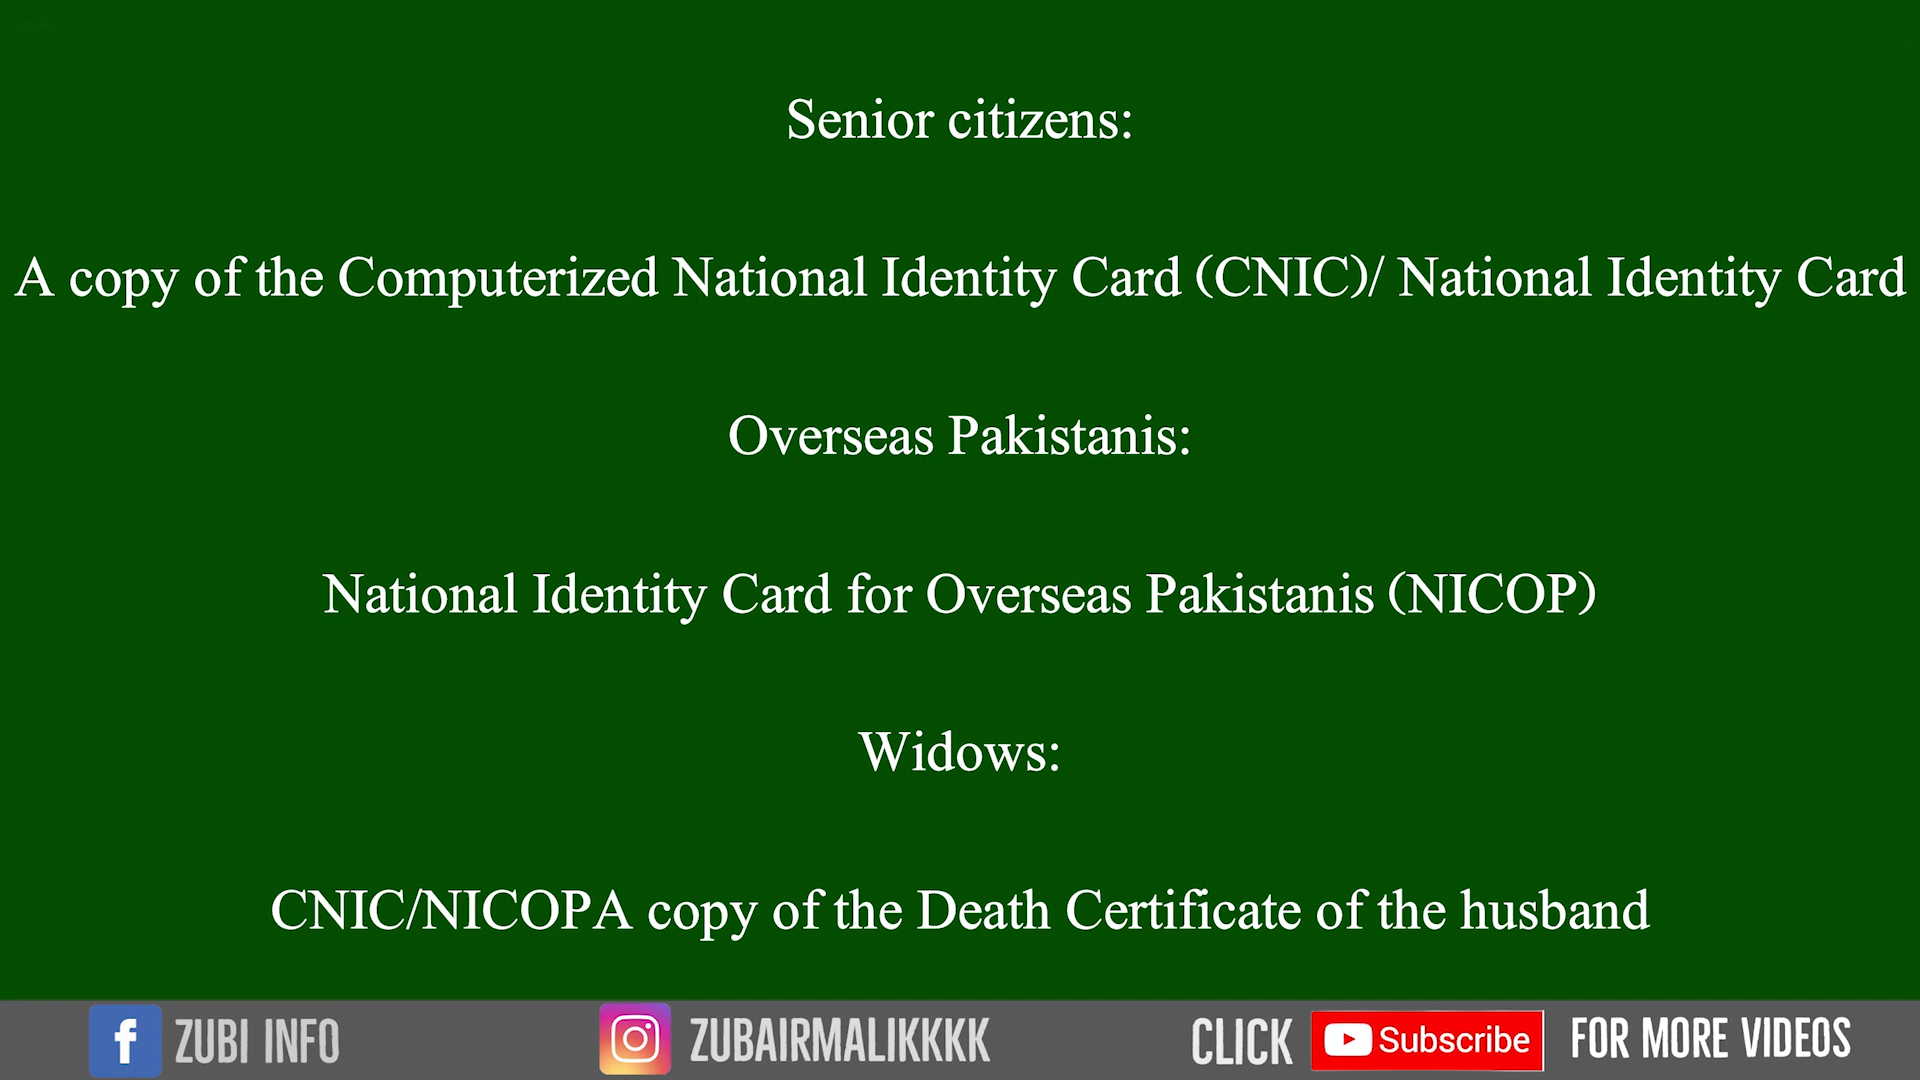 Senior citizens:
A copy of the Computerized National Identity Card (CNIC)/ National Identity Card
Overseas Pakistanis:
National Identity Card for Overseas Pakistanis (NICOP)
Widows:
CNIC/NICOPA copy of the Death Certificate of the husband
f ZUBI INFO ZUBAIRMALIKKKK CLICK Subscribe FOR MORE VIDEOS